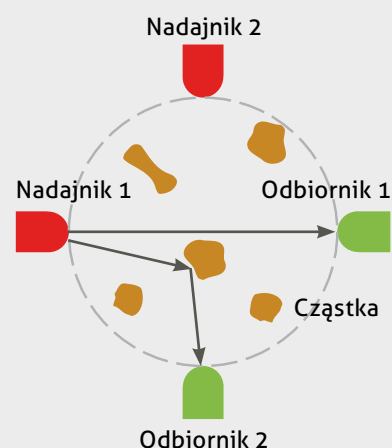 Nadajnik 2
Nadajnik 1
Odbiornik 1
Cząstka
Odbiornik 2